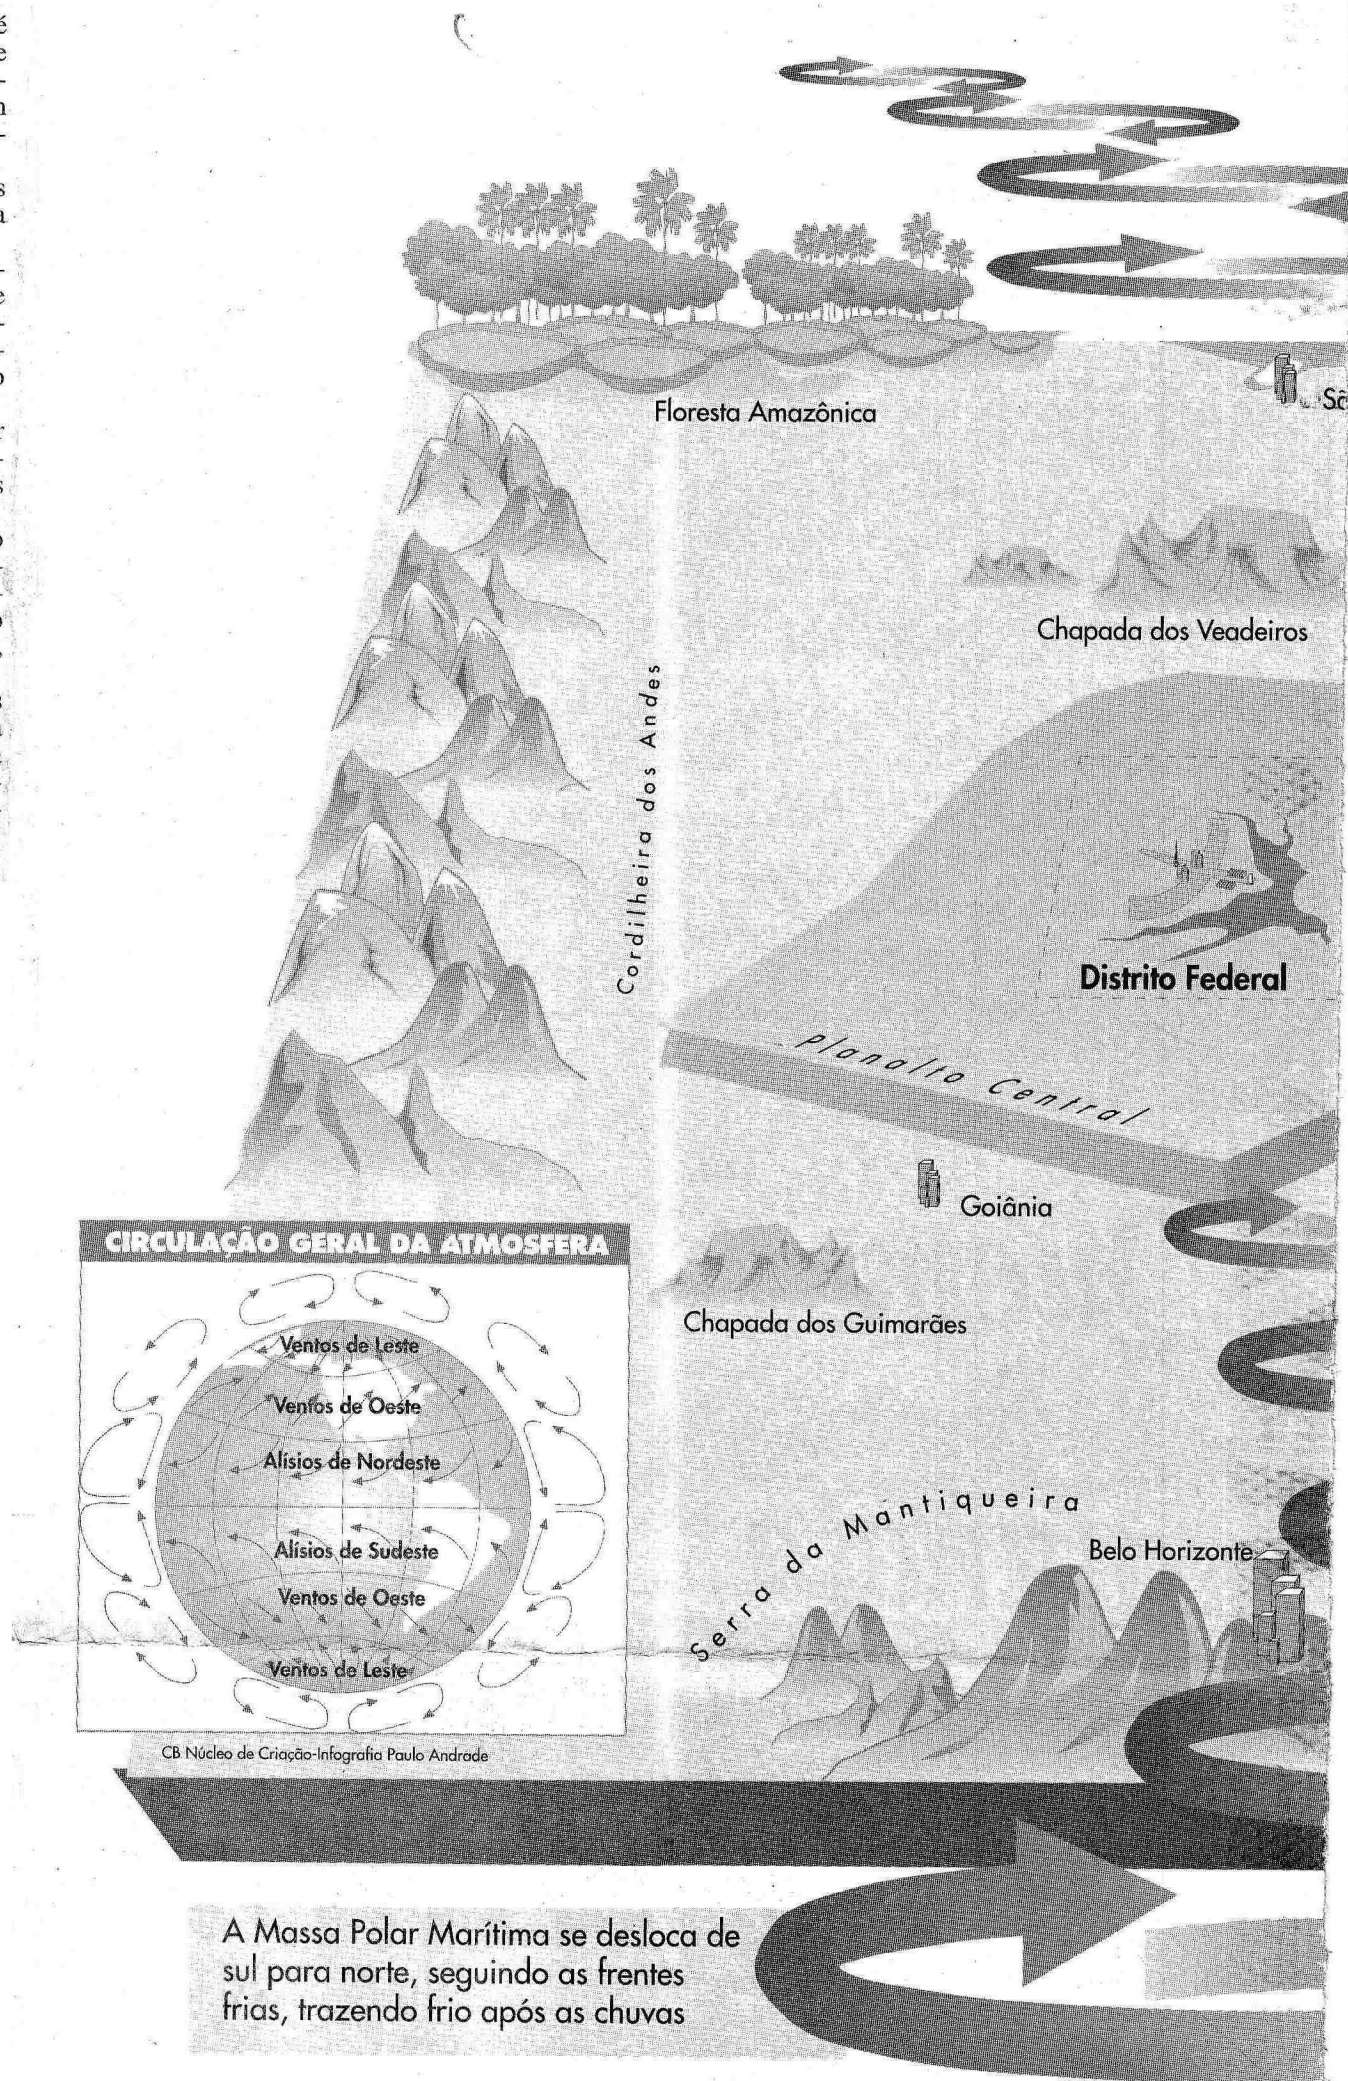 Floresta Amazônica
Chapada dos Veadeiros
Cordilheira dos Andes
Distrito Federal
Planalto Central
Goiânia
CIRCULAÇÃO GERAL DA ATMOSFERA
Ventos de Leste
Ventos de Oeste
Alísios de Nordeste
Alísios de Sudeste
Ventos de Oeste
Ventos de Leste
Chapada dos Guimarães
Serra da Mantiqueira
Belo Horizonte
CB Núcleo de Criação-Infografia Paulo Andrade
A Massa Polar Marítima se desloca de
sul para norte, seguindo as frentes
frias, trazendo frio após as chuvas